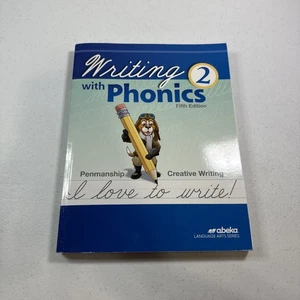 Writing 2
with Phonics
Fifth Edition
Penmanship Creative Writing
I love to write!
abeka
LANGUAGE ARTS SERIES